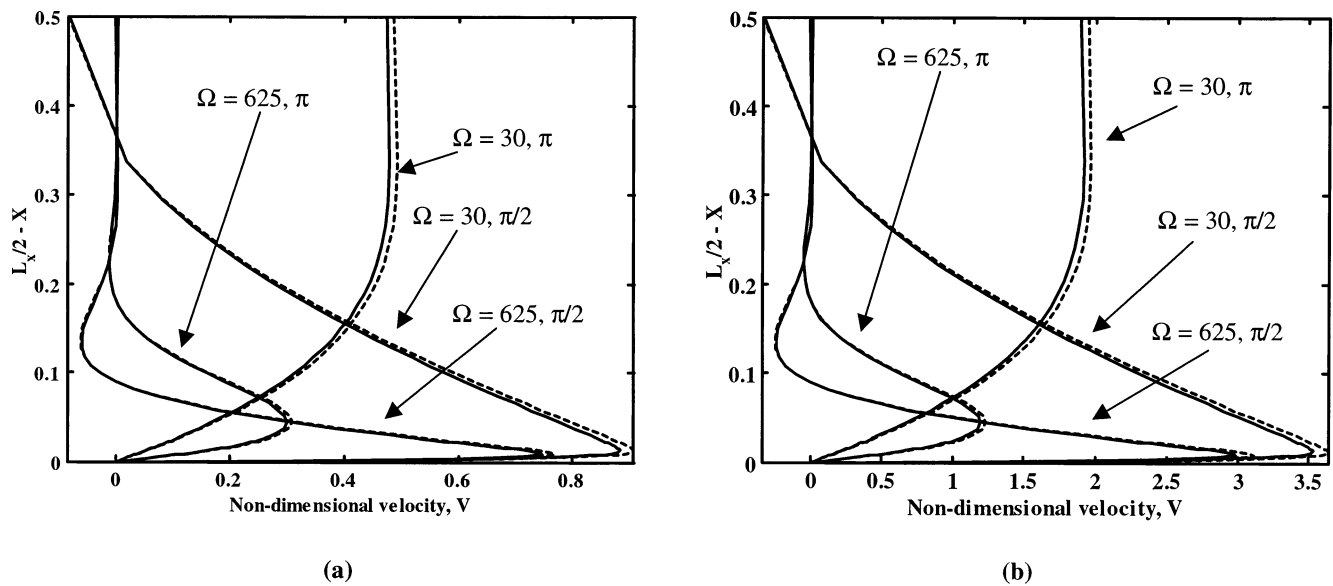 0.5
0.4
0.3
0.2
0.1
0
Lx/2 - X
Ω = 625, π
Ω = 30, π
Ω = 30, π/2
Ω = 625, π/2
0 0.2 0.4 0.6 0.8
Non-dimensional velocity, V
(a)
0.5
0.4
0.3
0.2
0.1
0
Lx/2 - X
Ω = 625, π
Ω = 30, π
Ω = 30, π/2
Ω = 625, π/2
0 0.5 1 1.5 2 2.5 3 3.5
Non-dimensional velocity, V
(b)